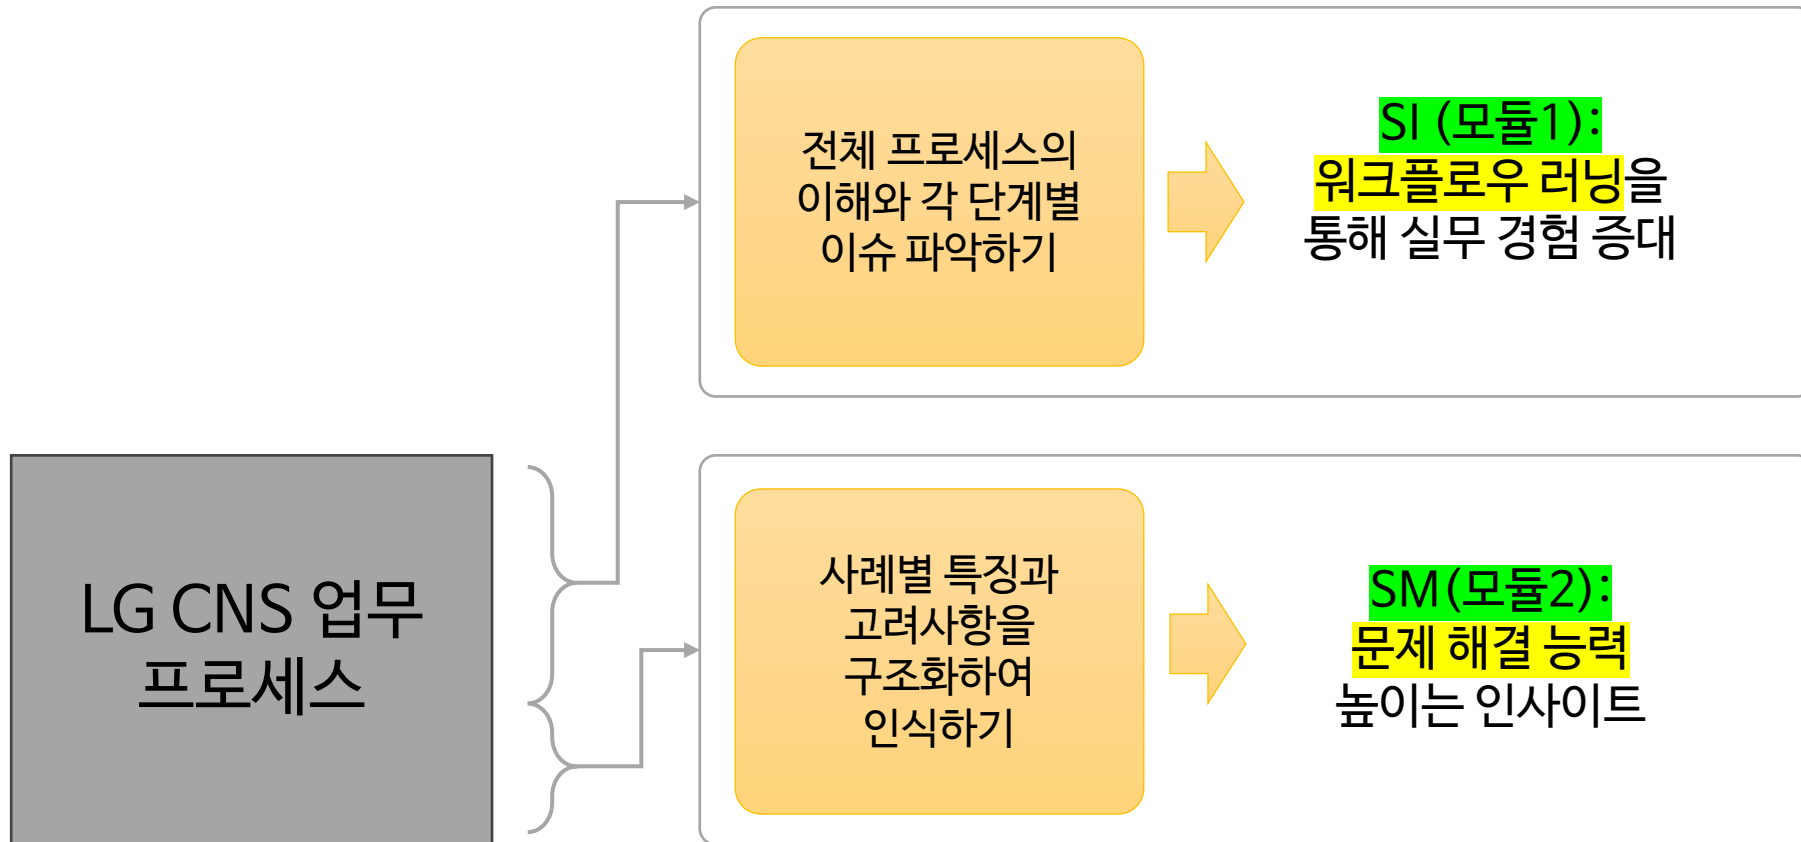 전체 프로세스의
이해와 각 단계별
이슈 파악하기
SI (모듈1):
워크플로우 러닝을
통해 실무 경험 증대
LG CNS 업무
프로세스
사례별 특징과
고려사항을
구조화하여
인식하기
SM(모듈2):
문제 해결 능력
높이는 인사이트